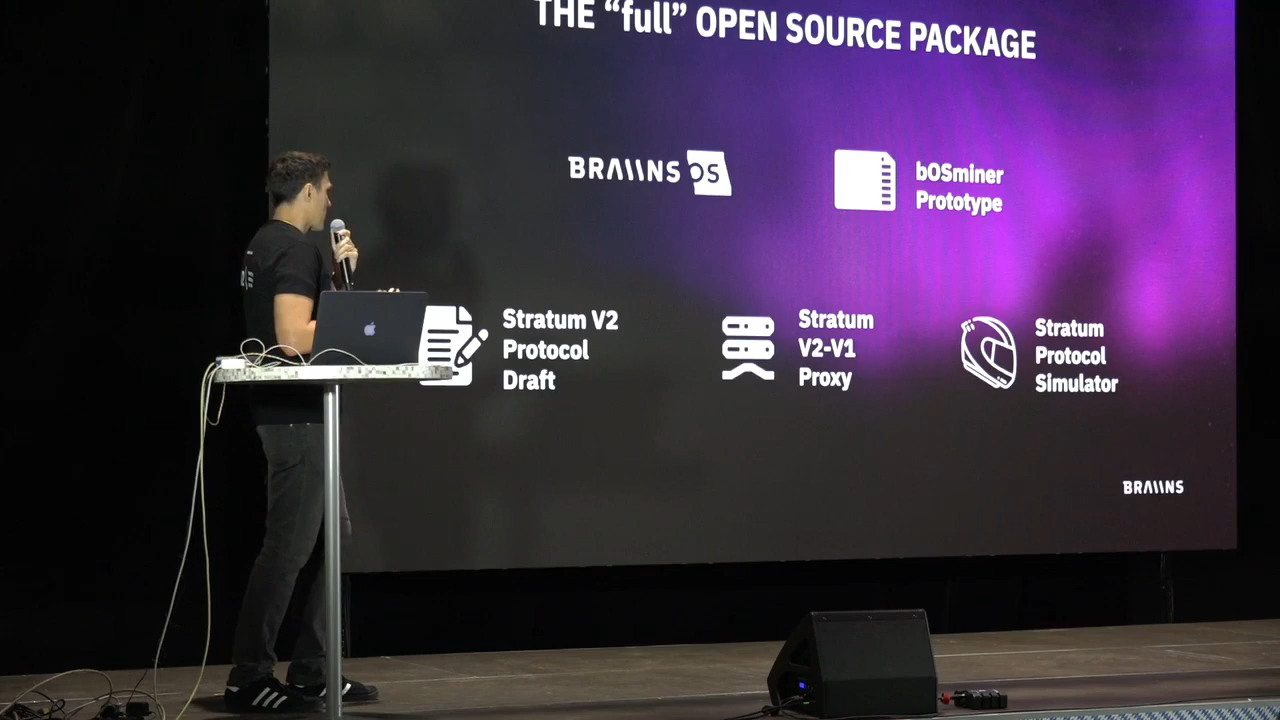 THE “full” OPEN SOURCE PACKAGE
BRAIINS OS
bOSminer
Prototype
Stratum V2
Protocol
Draft
Stratum
V2-V1
Proxy
Stratum
Protocol
Simulator
BRAIINS